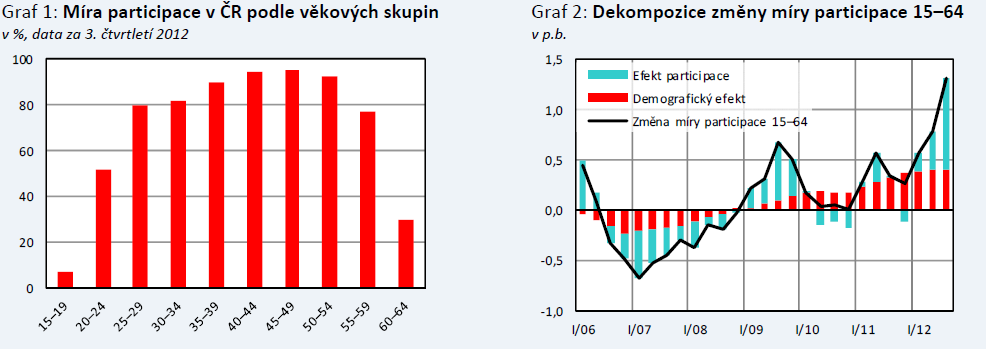 Graf 1: Míra participace v ČR podle věkových skupin
v %, data za 3. čtvrtletí 2012
100
80
60
40
20
0
15–19
20–24
25–29
30–34
35–39
40–44
45–49
50–54
55–59
60–64
Graf 2: Dekompozice změny míry participace 15–64
v p.b.
1,5
1,0
0,5
0,0
-0,5
-1,0
Efekt participace
Demografický efekt
Změna míry participace 15–64
I/06
I/07
I/08
I/09
I/10
I/11
I/12